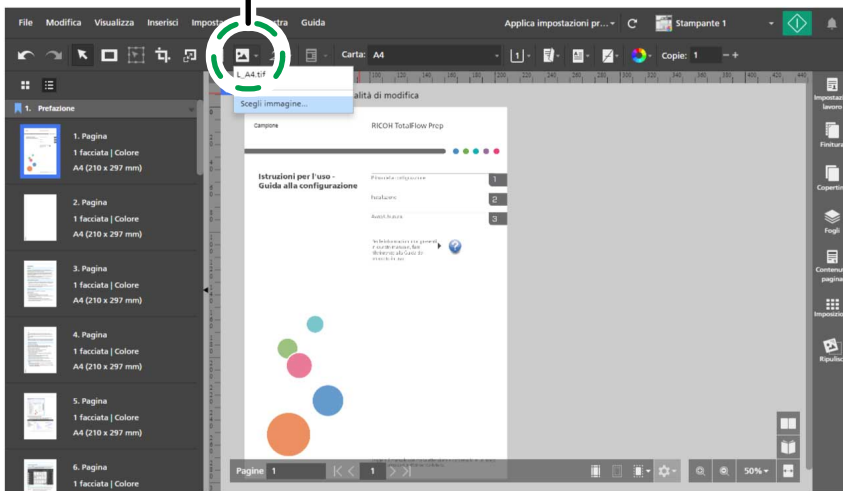 File Modifica Visualizza Inserisci Guida Applica impostazioni pr... Stampante 1
Carta: A4 Copie: 1
L_A4.tif
Scegli immagine...
alità di modifica
1. Prefazione
1. Pagina
1 facciata | Colore
A4 (210 x 297 mm)
2. Pagina
1 facciata | Colore
A4 (210 x 297 mm)
3. Pagina
1 facciata | Colore
A4 (210 x 297 mm)
4. Pagina
1 facciata | Colore
A4 (210 x 297 mm)
5. Pagina
1 facciata | Colore
A4 (210 x 297 mm)
6. Pagina
1 facciata | Colore
Campione RICOH TotalFlow Prep
Istruzioni per l'uso -
Guida alla configurazione
1
2
3
Pagine 1 1 50%
Impostaz
lavoro
Finitura
Copertin
Fogli
Contenu
pagina
Imposizio
Ripulisc